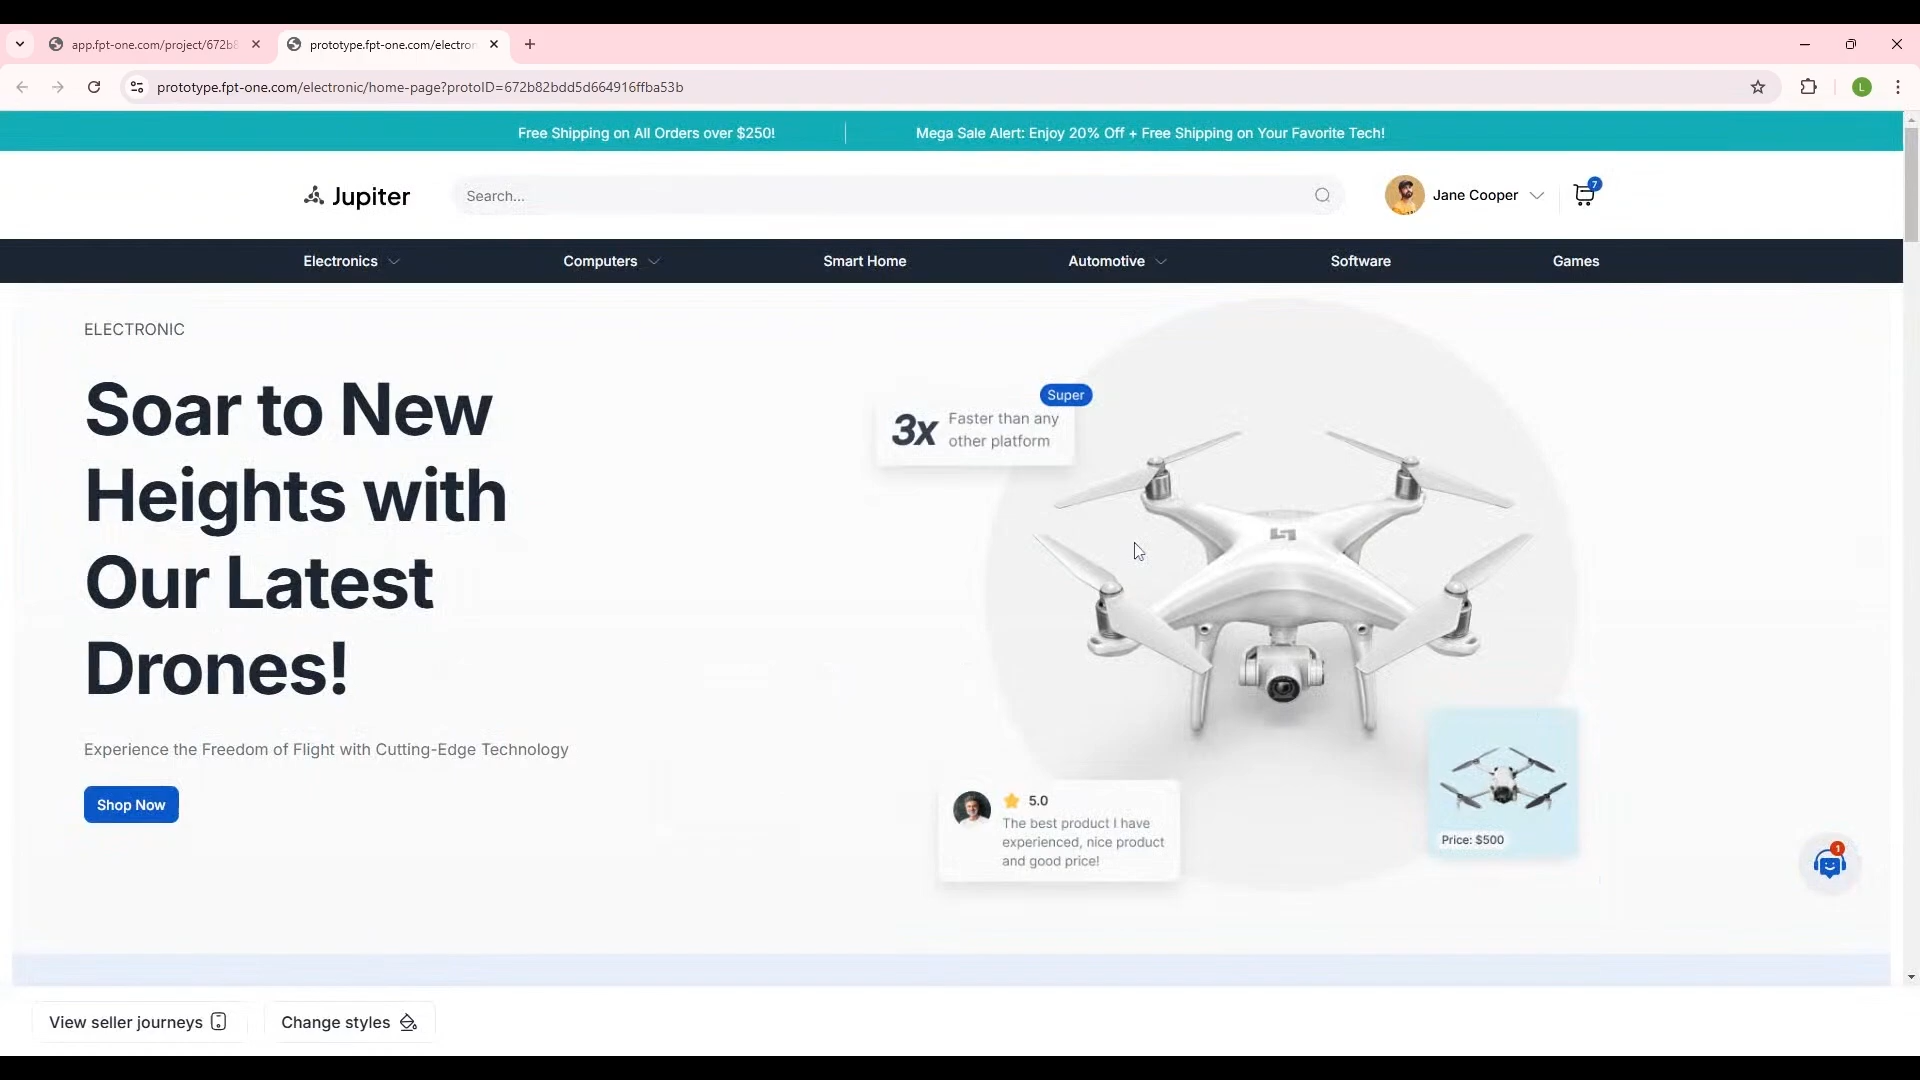 app.fpt-one.com/project/672b8
prototype.fpt-one.com/electron
prototype.fpt-one.com/electronic/home-page?protoID=672b82bdd5d664916ffba53b
L
Free Shipping on All Orders over $250!
Mega Sale Alert: Enjoy 20% Off + Free Shipping on Your Favorite Tech!
Jupiter
Search...
Jane Cooper
7
Electronics
Computers
Smart Home
Automotive
Software
Games
ELECTRONIC
Soar to New
Heights with
Our Latest
Drones!
Experience the Freedom of Flight with Cutting-Edge Technology
Shop Now
Super
3x
Faster than any
other platform
5.0
The best product I have
experienced, nice product
and good price!
Price: $500
1
View seller journeys
Change styles